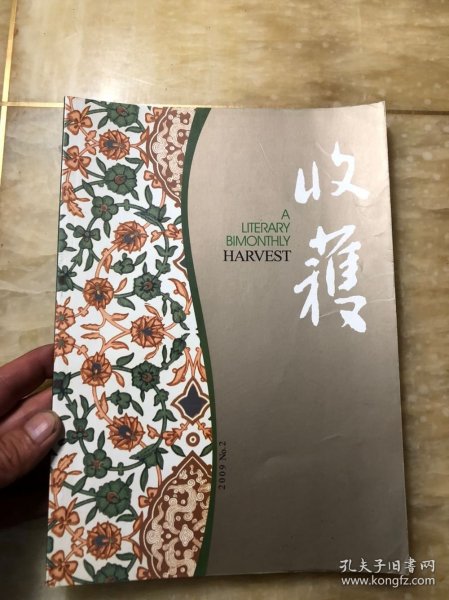 收
穫
A
LITERARY
BIMONTHLY
HARVEST
2009 No.2
孔夫子旧书网
www.kongfz.com